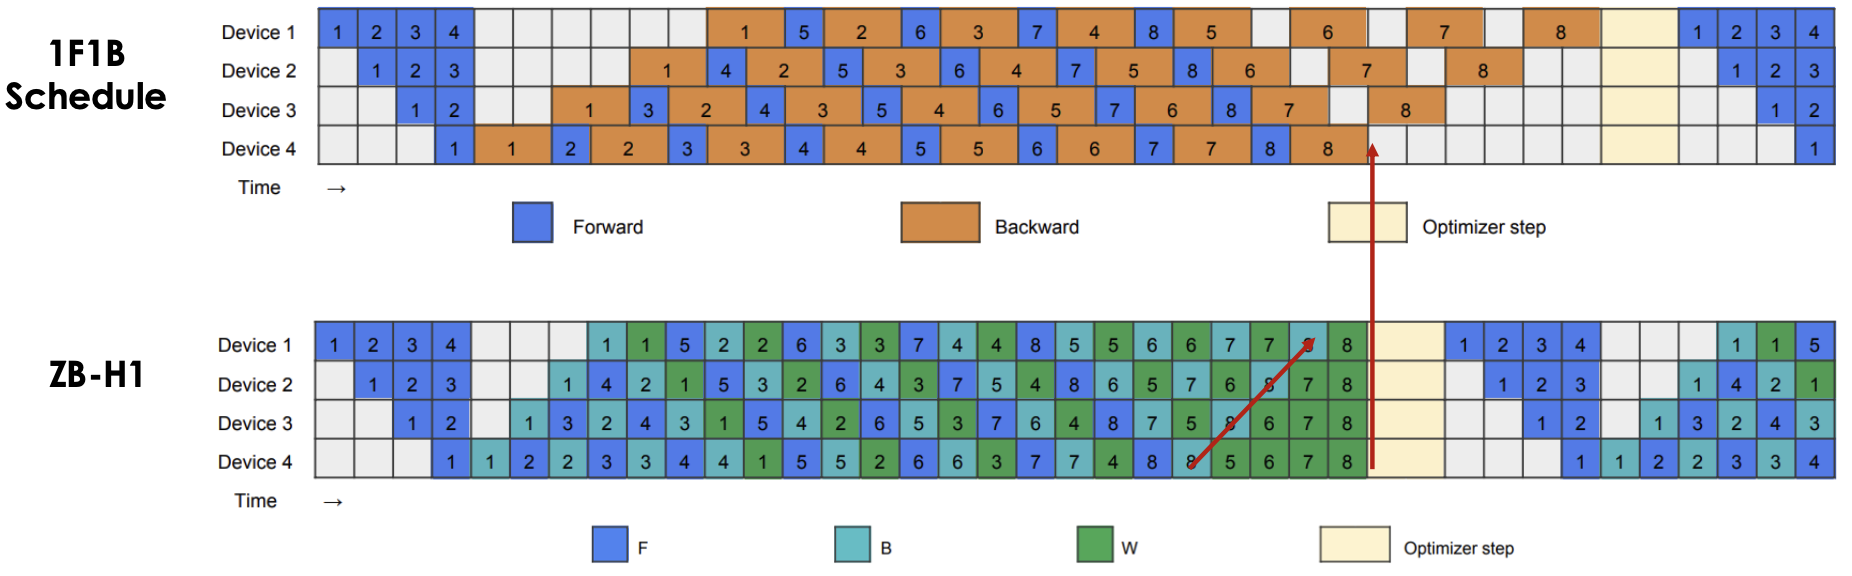 1F1B
Schedule
Device 1 1 2 3 4 1 5 2 6 3 7 4 8 5 6 7 8 1 2 3 4
Device 2 1 2 3 1 4 2 5 3 6 4 7 5 8 6 7 8 1 2 3
Device 3 1 2 1 3 2 4 3 5 4 6 5 7 6 8 7 8 1 2
Device 4 1 1 2 2 3 3 4 4 5 5 6 6 7 7 8 8 1
Time →
Forward Backward Optimizer step
ZB-H1
Device 1 1 2 3 4 1 1 5 2 2 6 3 3 7 4 4 8 5 5 6 6 7 7 8 8 1 2 3 4 1 1 5
Device 2 1 2 3 1 4 2 1 5 3 2 6 4 3 7 5 4 8 6 5 7 6 8 7 8 1 2 3 1 4 2 1
Device 3 1 2 1 3 2 4 3 1 5 4 2 6 5 3 7 6 4 8 7 5 8 6 7 8 1 2 1 3 2 4 3
Device 4 1 1 2 2 3 3 4 4 1 5 5 2 6 6 3 7 7 4 8 8 5 6 7 8 1 1 2 2 3 3 4
Time →
F B W Optimizer step